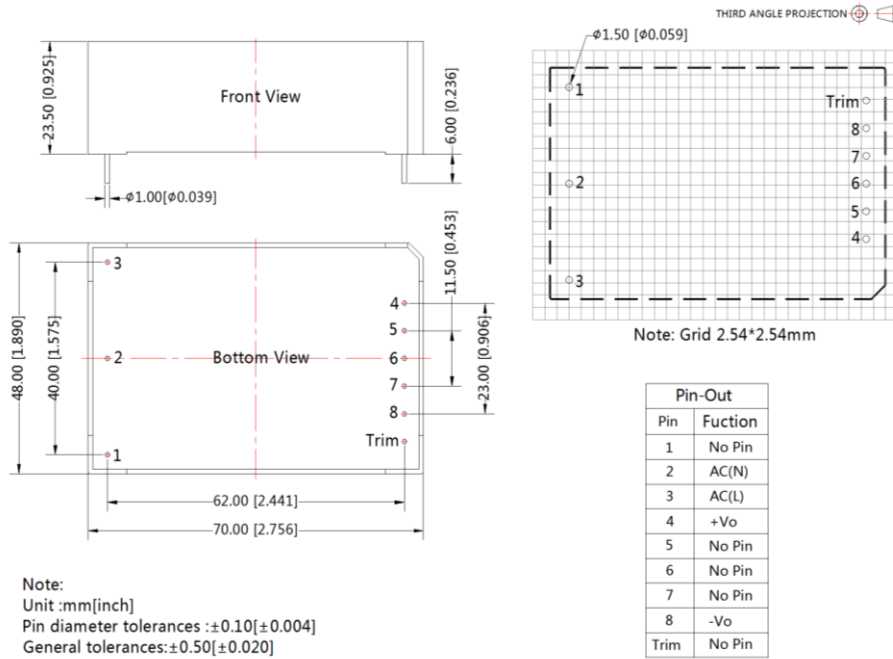 THIRD ANGLE PROJECTION
ϕ1.50 [ϕ0.059]
23.50 [0.925]
Front View
6.00 [0.236]
ϕ1.00[ϕ0.039]
1
2
3
Trim
8
7
6
5
4
Note: Grid 2.54*2.54mm
48.00 [1.890]
40.00 [1.575]
3
2
1
Bottom View
4
5
6
7
8
Trim
11.50 [0.453]
23.00 [0.906]
62.00 [2.441]
70.00 [2.756]
Pin-Out
Pin Fuction
1 No Pin
2 AC(N)
3 AC(L)
4 +Vo
5 No Pin
6 No Pin
7 No Pin
8 -Vo
Trim No Pin
Note:
Unit :mm[inch]
Pin diameter tolerances :±0.10[±0.004]
General tolerances:±0.50[±0.020]